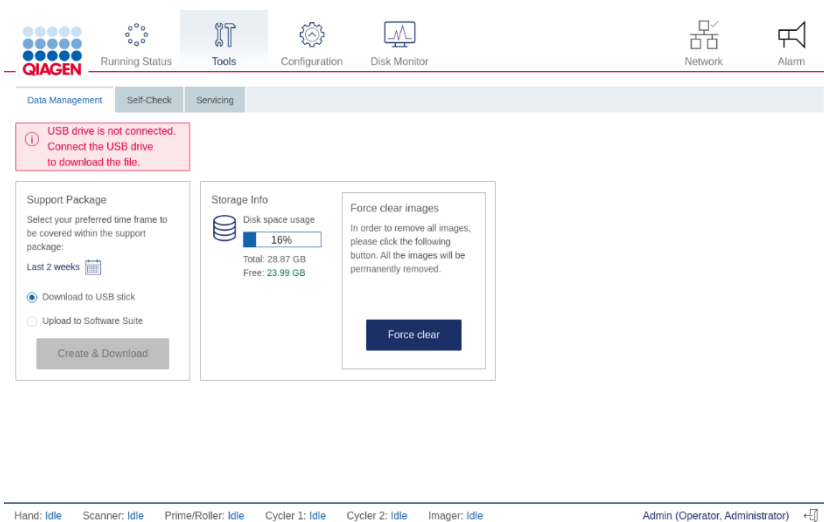 QIAGEN
Running Status
Tools
Configuration
Disk Monitor
Network
Alarm
Data Management
Self-Check
Servicing
USB drive is not connected.
Connect the USB drive
to download the file.
Support Package
Select your preferred time frame to
be covered within the support
package:
Last 2 weeks
Download to USB stick
Upload to Software Suite
Create & Download
Storage Info
Disk space usage
16%
Total: 28.87 GB
Free: 23.99 GB
Force clear images
In order to remove all images,
please click the following
button. All the images will be
permanently removed.
Force clear
Hand: Idle
Scanner: Idle
Prime/Roller: Idle
Cycler 1: Idle
Cycler 2: Idle
Imager: Idle
Admin (Operator, Administrator)